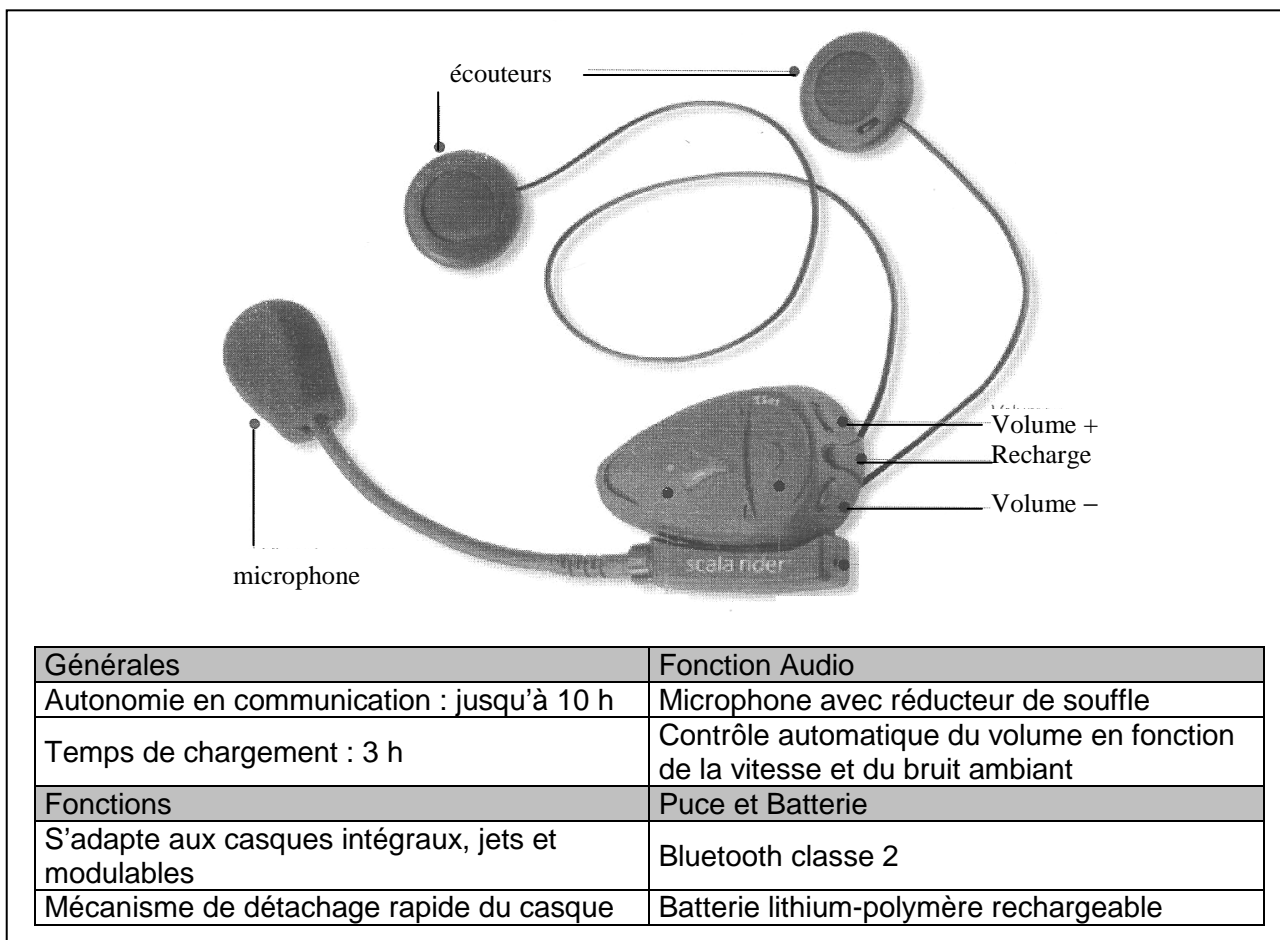 écouteurs
Volume +
Recharge
Volume –
microphone
scala rider
Générales
Fonction Audio
Autonomie en communication : jusqu'à 10 h
Microphone avec réducteur de souffle
Temps de chargement : 3 h
Contrôle automatique du volume en fonction
de la vitesse et du bruit ambiant
Fonctions
Puce et Batterie
S'adapte aux casques intégraux, jets et
modulables
Bluetooth classe 2
Mécanisme de détachage rapide du casque
Batterie lithium-polymère rechargeable